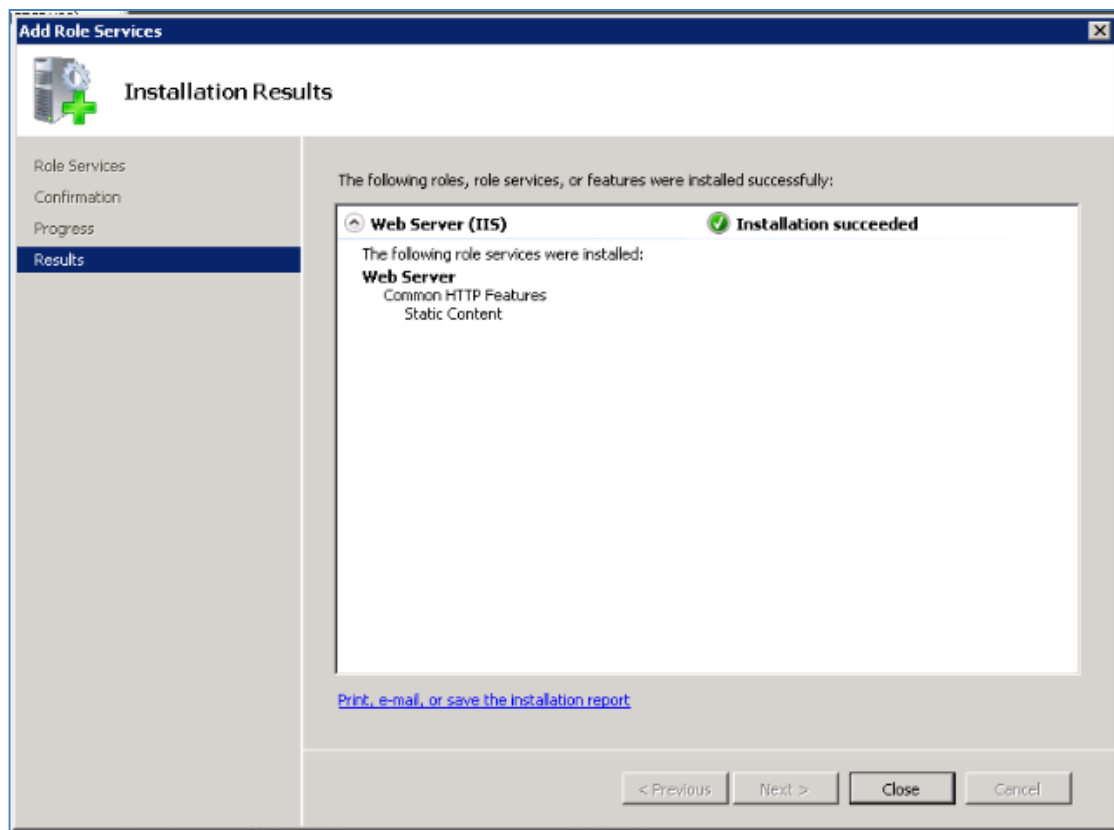 Add Role Services
Installation Results
Role Services
Confirmation
Progress
Results
The following roles, role services, or features were installed successfully:
Web Server (IIS)
Installation succeeded
The following role services were installed:
Web Server
Common HTTP Features
Static Content
Print, e-mail, or save the installation report
< Previous
Next >
Close
Cancel